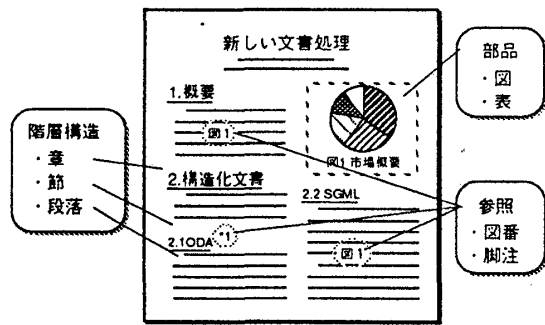 新しい文書処理
1.概要
図1
2.構造化文書
*1
2.1ODA
図1 市場概要
2.2 SGML
図1
階層構造
・章
・節
・段落
部品
・図
・表
参照
・図番
・脚注